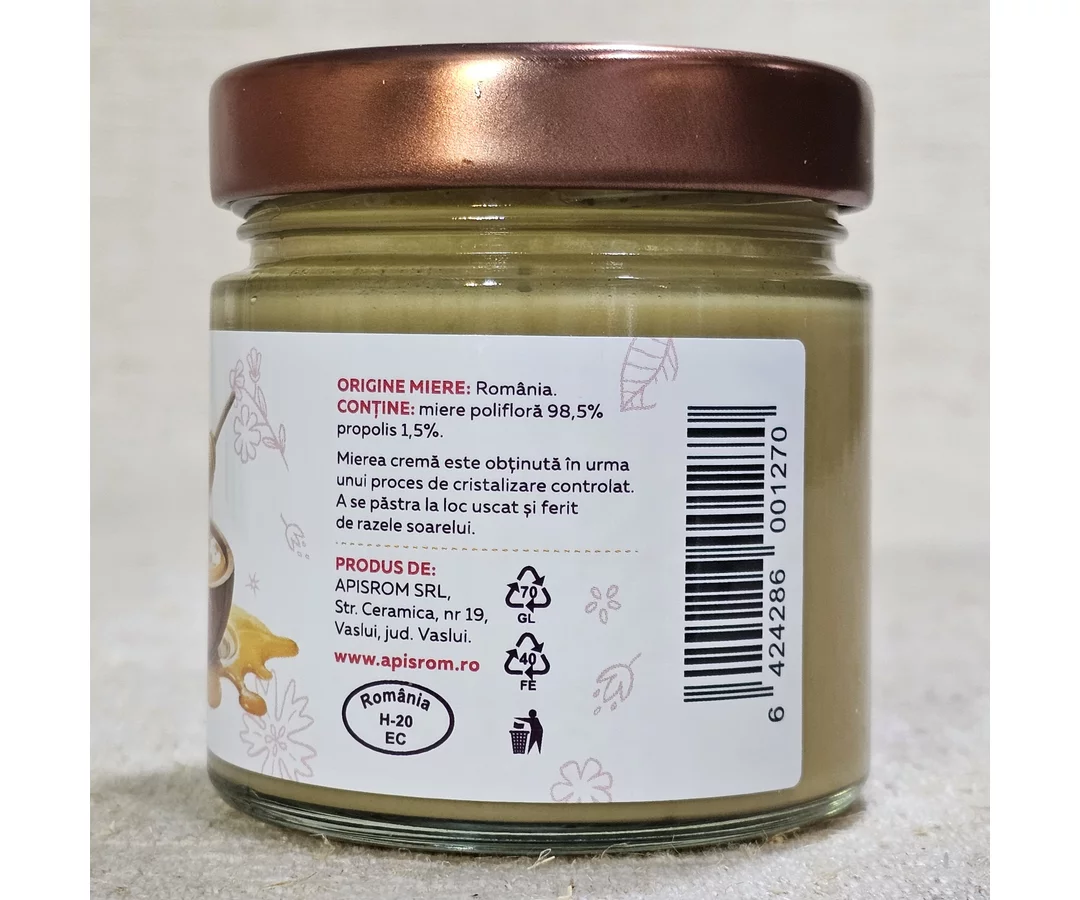 ORIGINE MIERE: România.
CONȚINE: miere polifloră 98,5%
propolis 1,5%.
Mierea cremă este obținută în urma
unui proces de cristalizare controlat.
A se păstra la loc uscat și ferit
de razele soarelui.
PRODUS DE:
APISROM SRL,
Str. Ceramica, nr 19,
Vaslui, jud. Vaslui.
www.apisrom.ro
România
H-20
EC
70
GL
40
FE
6 424286 001270